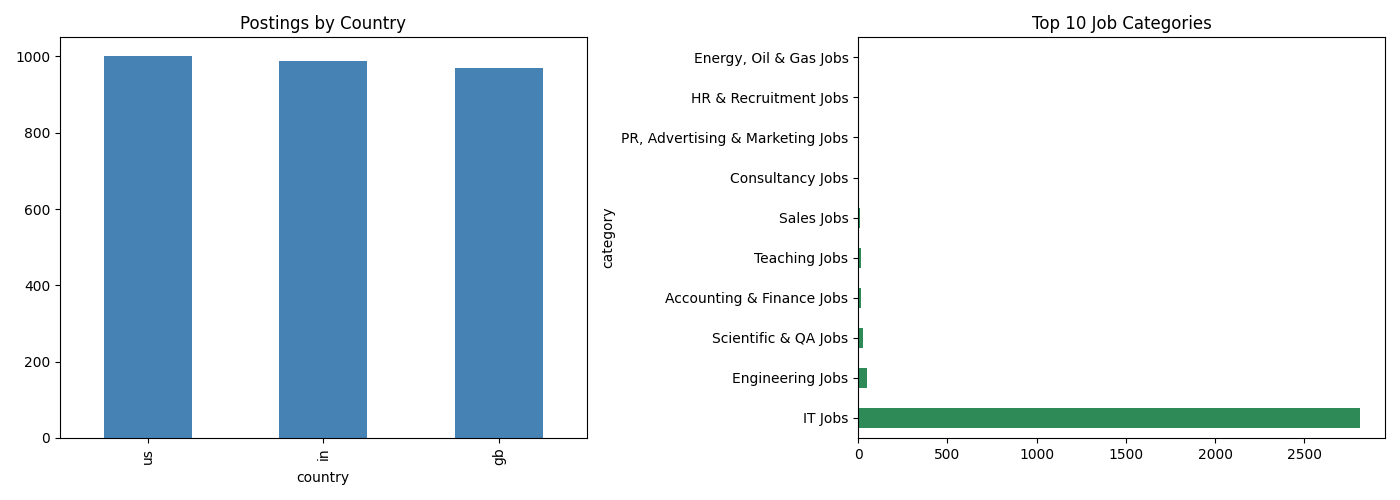 Postings by Country
1000
800
600
400
200
0
us
in
gb
country
Top 10 Job Categories
category
Energy, Oil & Gas Jobs
HR & Recruitment Jobs
PR, Advertising & Marketing Jobs
Consultancy Jobs
Sales Jobs
Teaching Jobs
Accounting & Finance Jobs
Scientific & QA Jobs
Engineering Jobs
IT Jobs
0
500
1000
1500
2000
2500